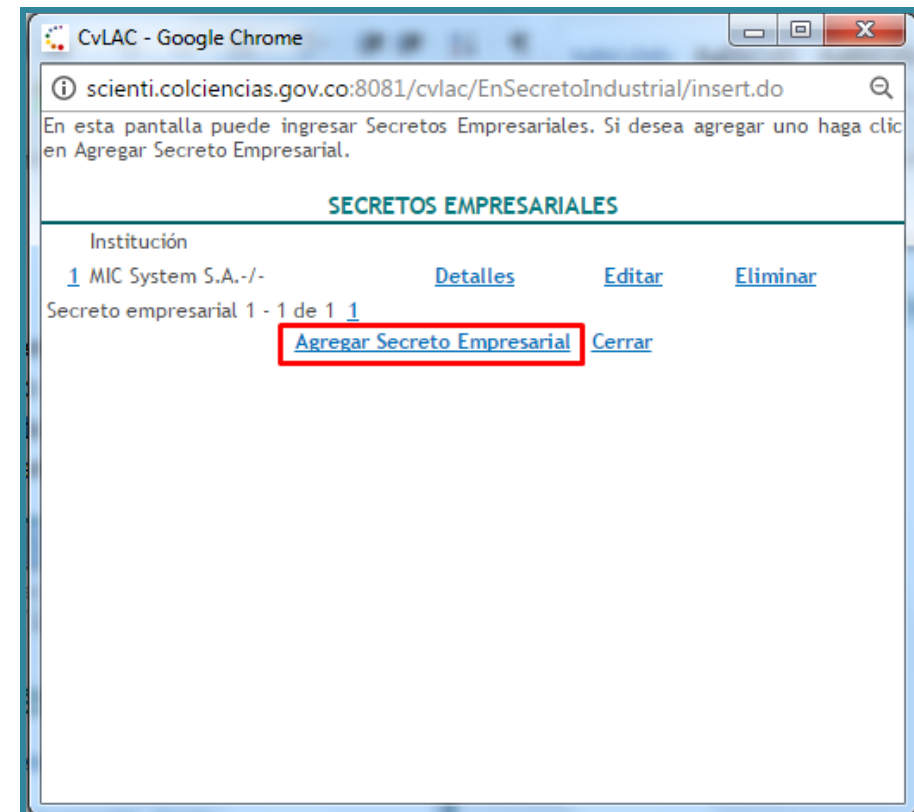 CvLAC - Google Chrome
scienti.colciencias.gov.co:8081/cvlac/EnSecretoIndustrial/insert.do
En esta pantalla puede ingresar Secretos Empresariales. Si desea agregar uno haga clic
en Agregar Secreto Empresarial.
SECRETOS EMPRESARIALES
Institución
1 MIC System S.A.-/- Detalles Editar Eliminar
Secreto empresarial 1 - 1 de 1 1
Agregar Secreto Empresarial Cerrar